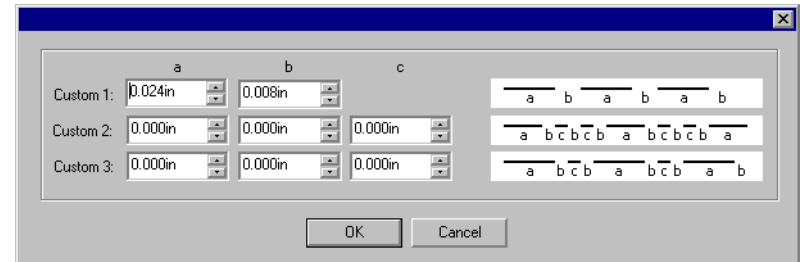 a b c
Custom 1: 0.024in 0.008in a b a b a b
Custom 2: 0.000in 0.000in 0.000in a b c b c b a b c b c b a
Custom 3: 0.000in 0.000in 0.000in a b c b a b c b a b
OK Cancel